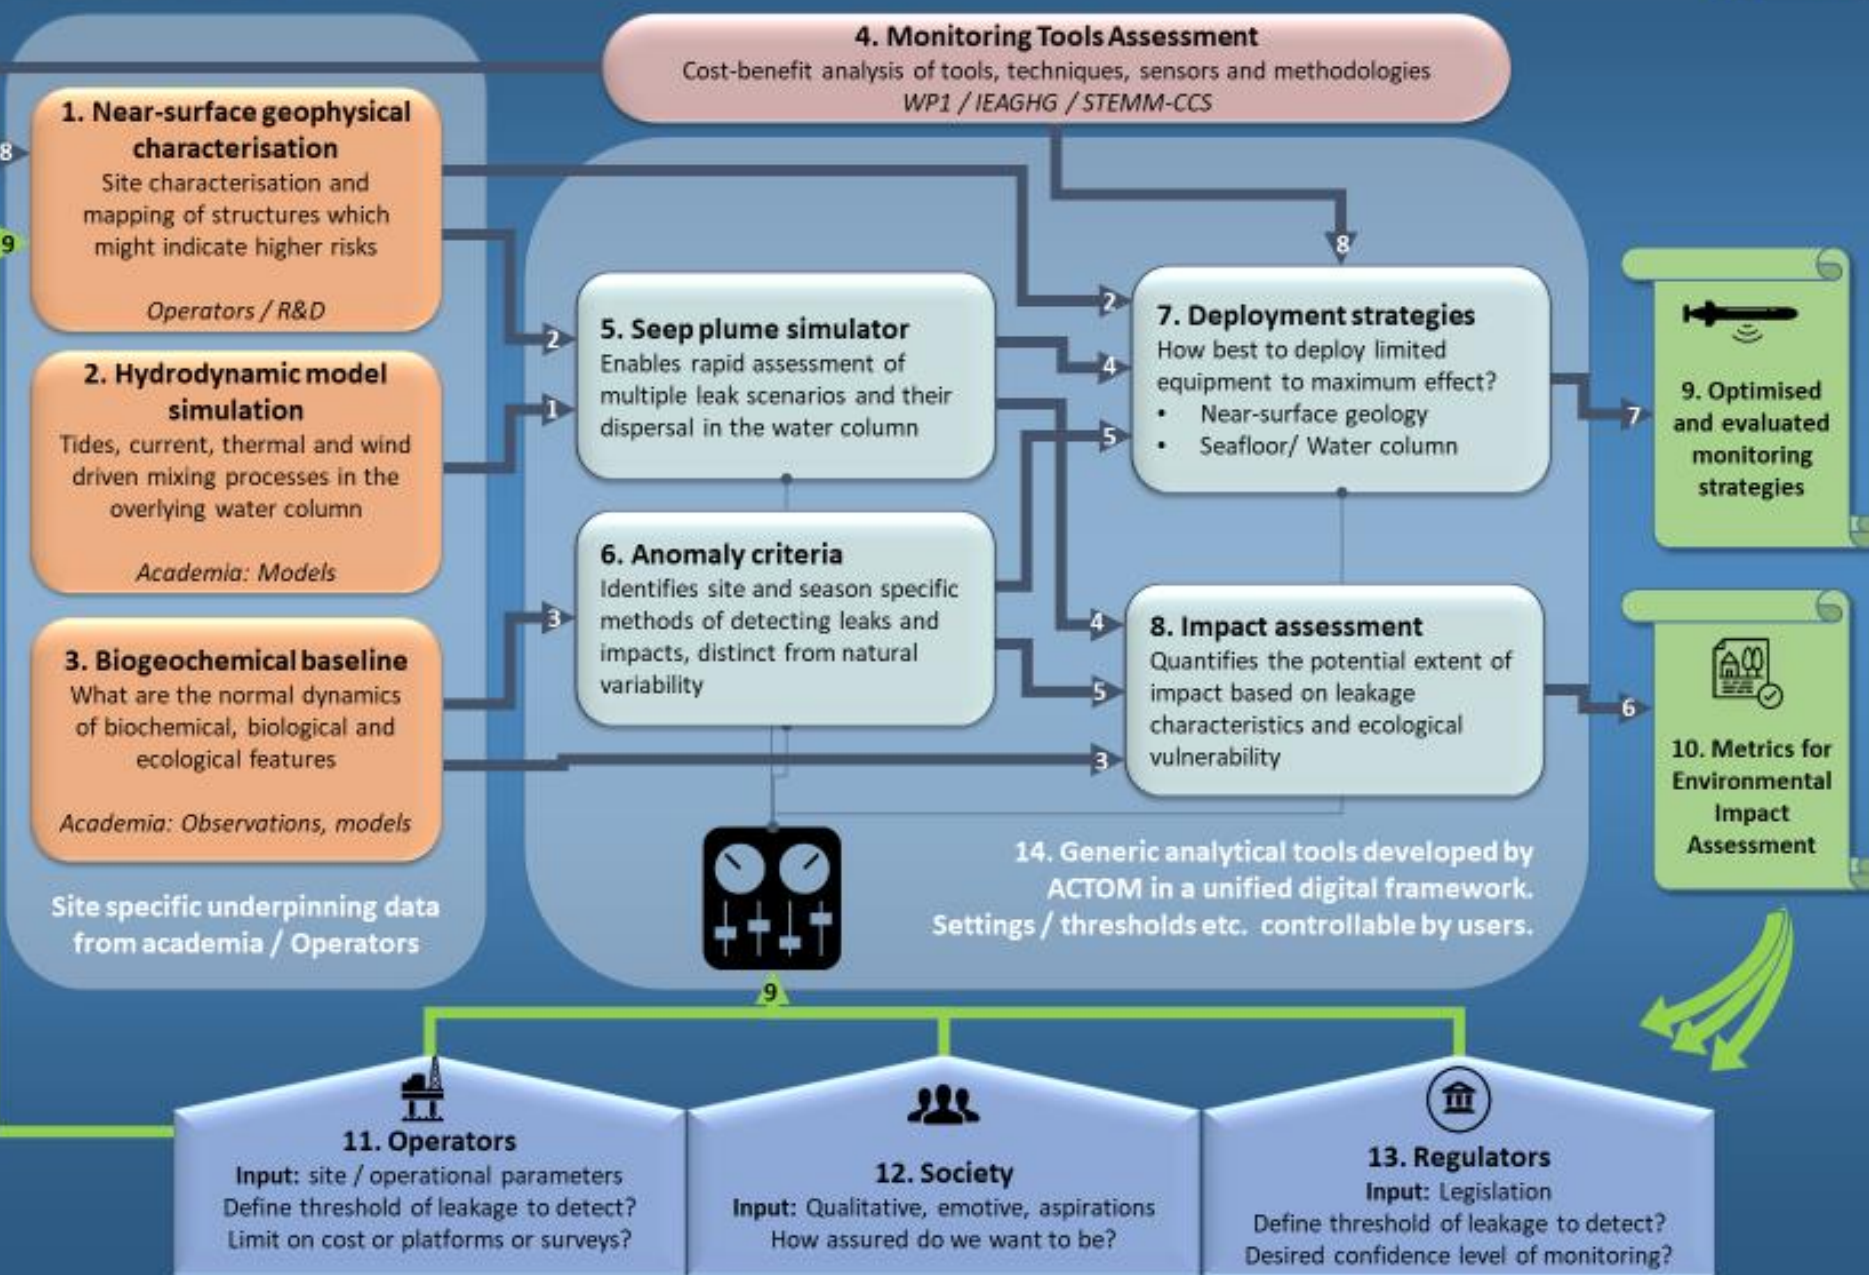 4. Monitoring Tools Assessment
Cost-benefit analysis of tools, techniques, sensors and methodologies
WP1 / IEAGHG / STEMM-CCS
1. Near-surface geophysical
characterisation
Site characterisation and
mapping of structures which
might indicate higher risks
Operators / R&D
8
9
2. Hydrodynamic model
simulation
Tides, current, thermal and wind
driven mixing processes in the
overlying water column
Academia: Models
3. Biogeochemical baseline
What are the normal dynamics
of biochemical, biological and
ecological features
Academia: Observations, models
Site specific underpinning data
from academia / Operators
2
1
3
5. Seep plume simulator
Enables rapid assessment of
multiple leak scenarios and their
dispersal in the water column
6. Anomaly criteria
Identifies site and season specific
methods of detecting leaks and
impacts, distinct from natural
variability
8
2
4
5
4
5
3
7. Deployment strategies
How best to deploy limited
equipment to maximum effect?
• Near-surface geology
• Seafloor/ Water column
8. Impact assessment
Quantifies the potential extent of
impact based on leakage
characteristics and ecological
vulnerability
14. Generic analytical tools developed by
ACTOM in a unified digital framework.
Settings / thresholds etc. controllable by users.
7
6
9. Optimised
and evaluated
monitoring
strategies
10. Metrics for
Environmental
Impact
Assessment
9
11. Operators
Input: site / operational parameters
Define threshold of leakage to detect?
Limit on cost or platforms or surveys?
12. Society
Input: Qualitative, emotive, aspirations
How assured do we want to be?
13. Regulators
Input: Legislation
Define threshold of leakage to detect?
Desired confidence level of monitoring?